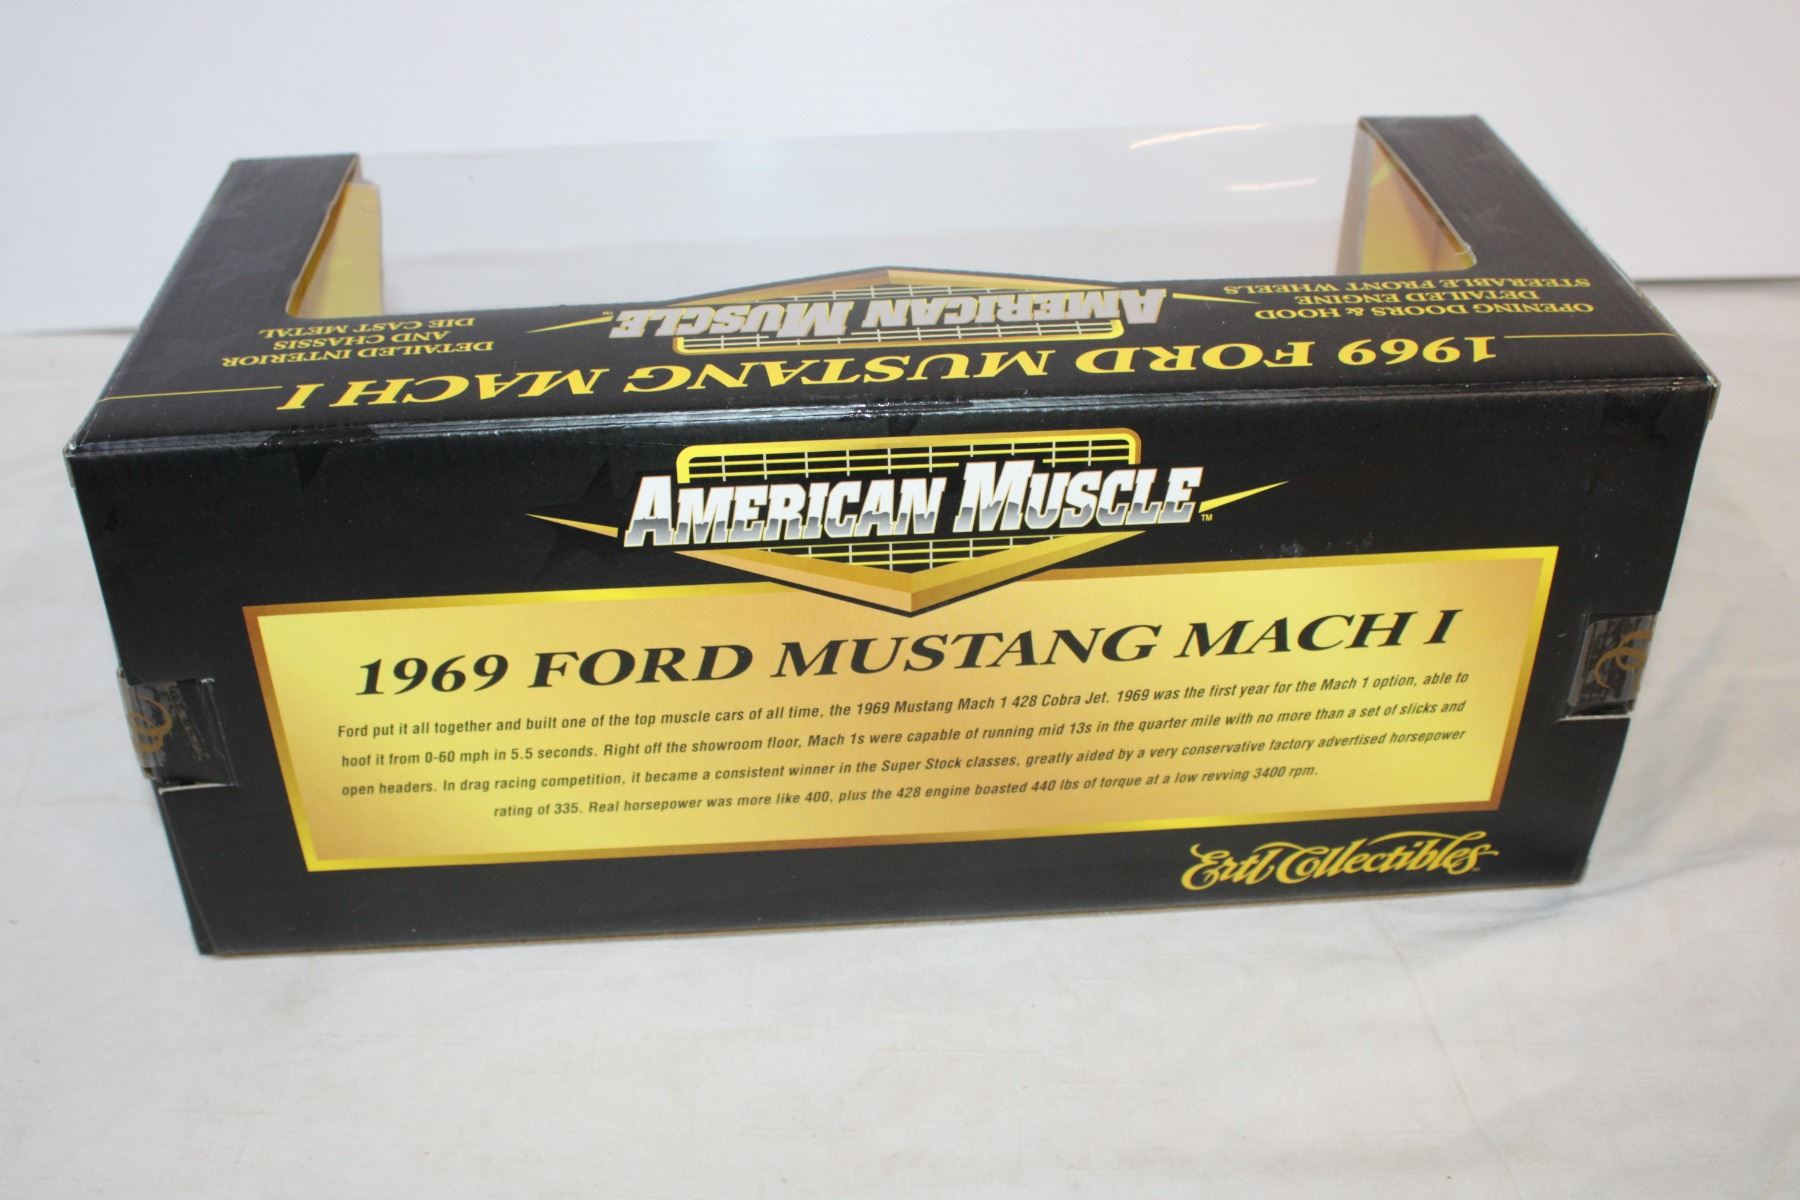 OPENING DOORS & HOOD
DETAILED ENGINE
STEERABLE FRONT WHEELS
AMERICAN MUSCLE™
DETAILED INTERIOR
AND CHASSIS
DIE CAST METAL
1969 FORD MUSTANG MACH I
AMERICAN MUSCLE™
1969 FORD MUSTANG MACH I
Ford put it all together and built one of the top muscle cars of all time, the 1969 Mustang Mach 1 428 Cobra Jet. 1969 was the first year for the Mach 1 option, able to
hoof it from 0-60 mph in 5.5 seconds. Right off the showroom floor, Mach 1s were capable of running mid 13s in the quarter mile with no more than a set of slicks and
open headers. In drag racing competition, it became a consistent winner in the Super Stock classes, greatly aided by a very conservative factory advertised horsepower
rating of 335. Real horsepower was more like 400, plus the 428 engine boasted 440 lbs of torque at a low revving 3400 rpm.
Ertl Collectibles